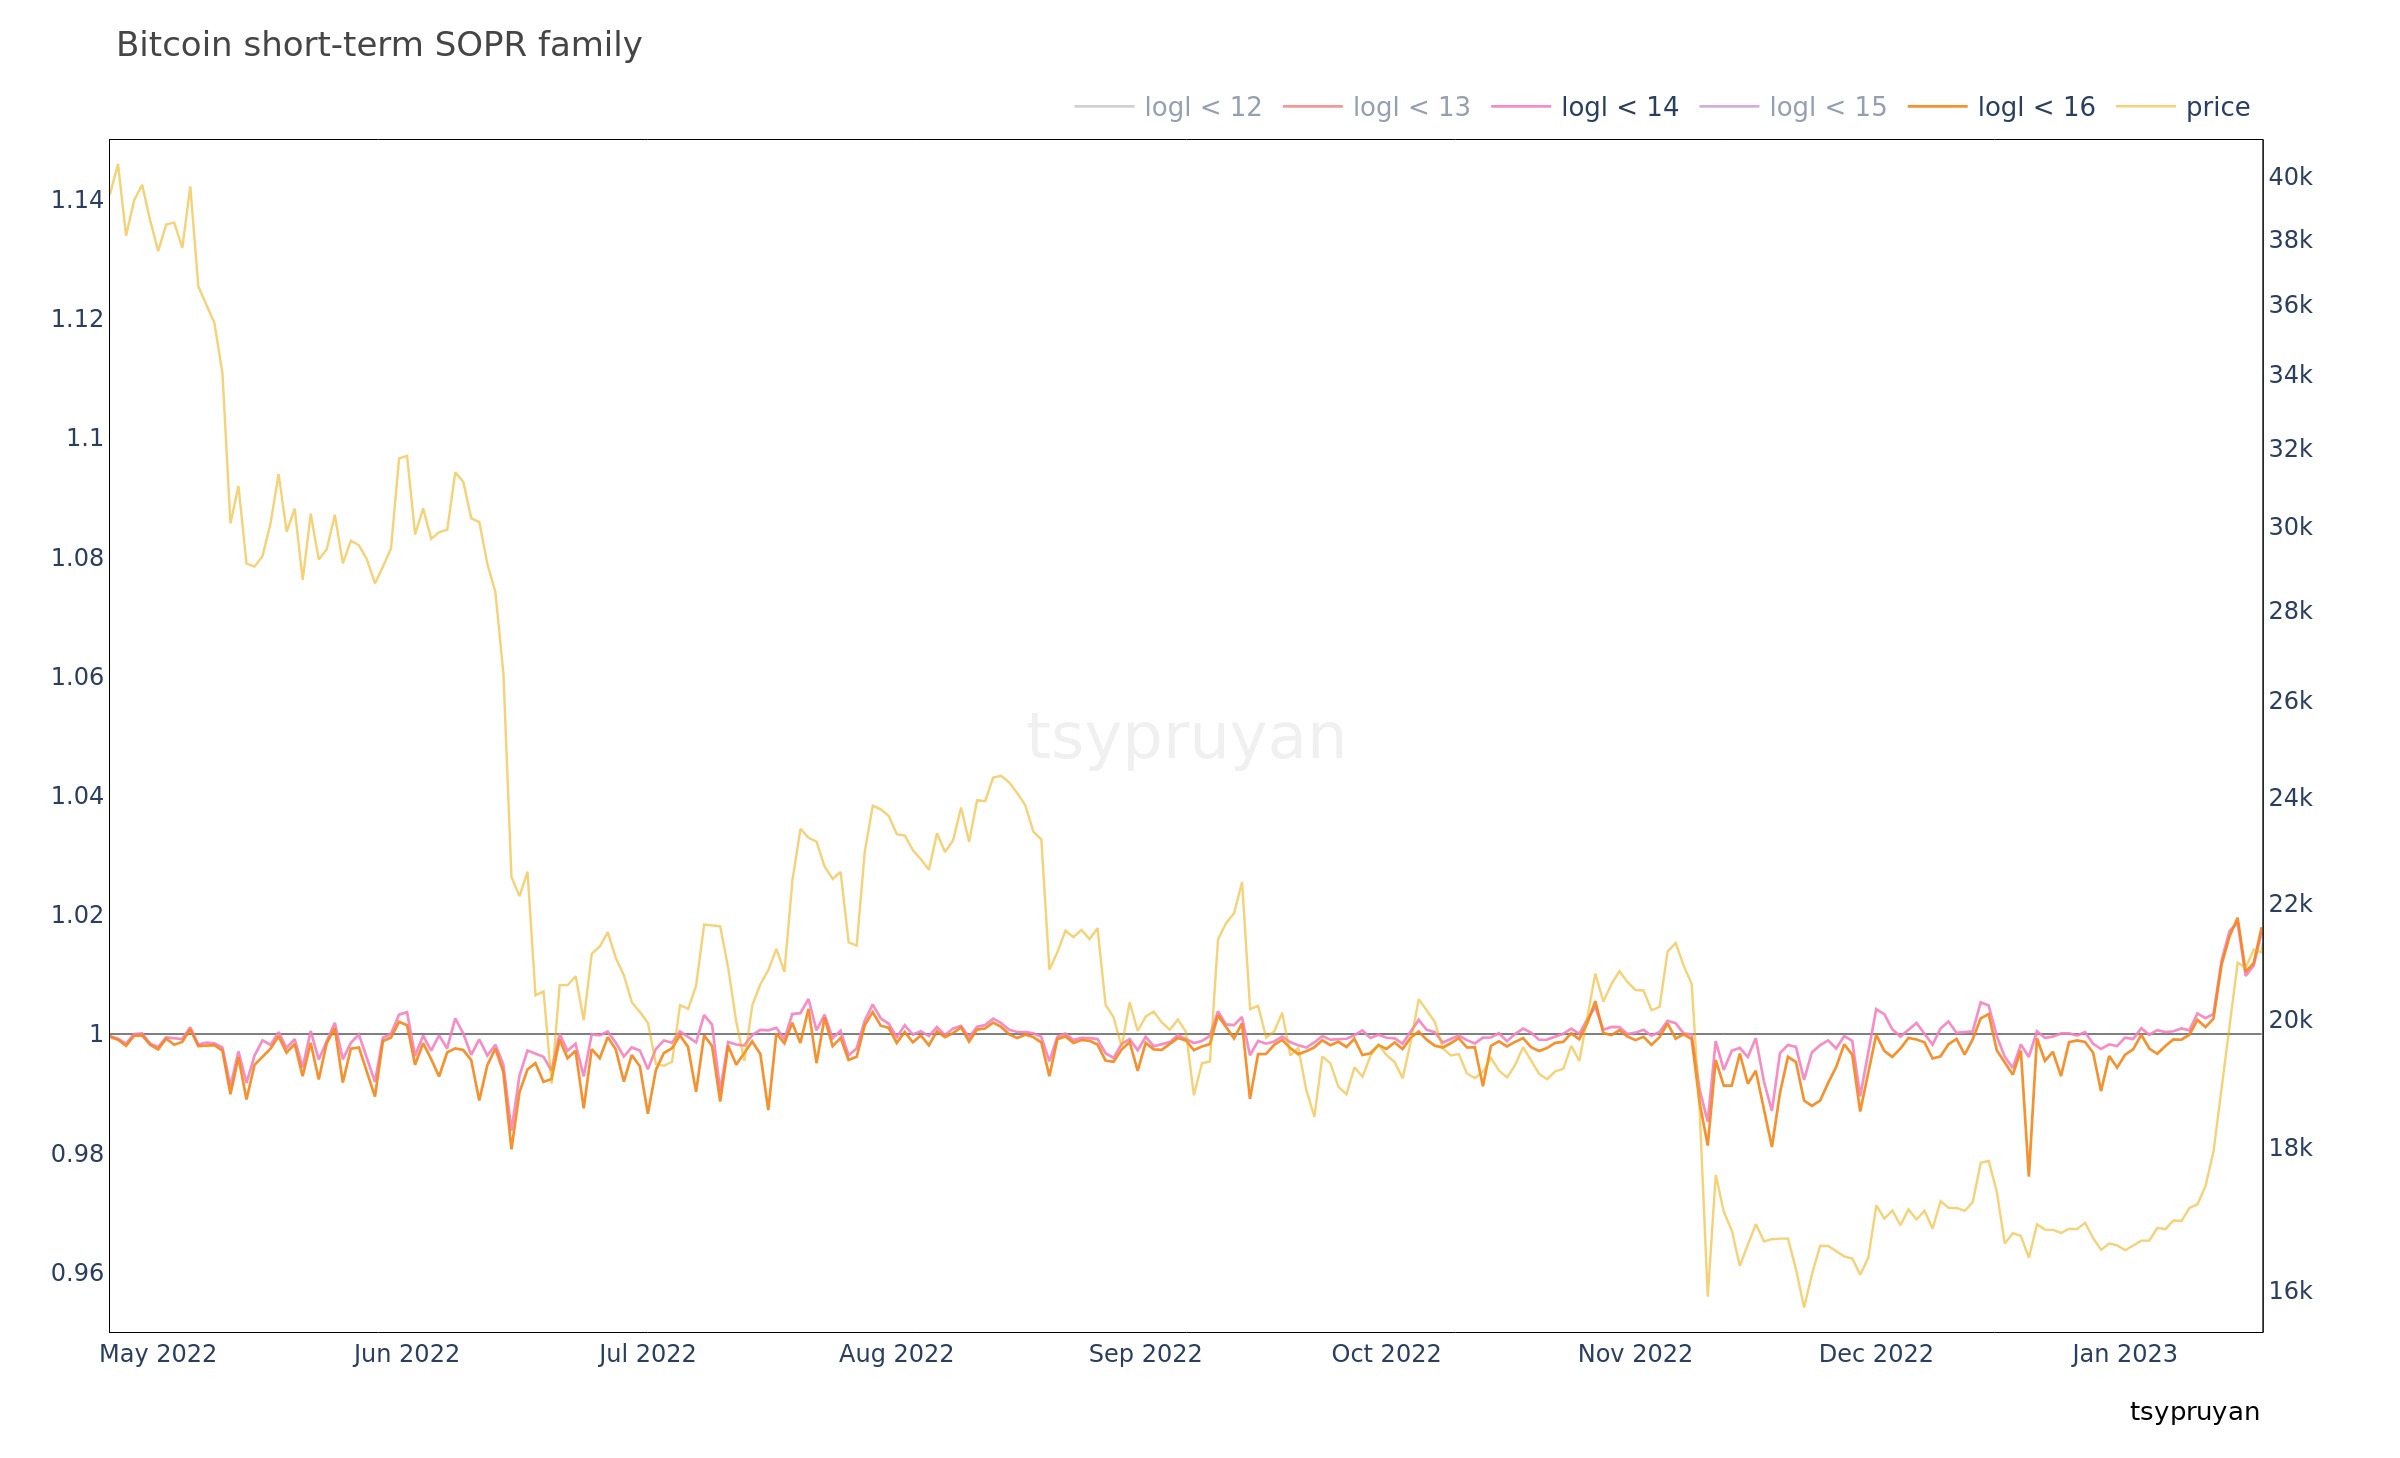 Bitcoin short-term SOPR family
logl < 12 logl < 13 logl < 14 logl < 15 logl < 16 price
1.14
1.12
1.1
1.08
1.06
1.04
1.02
1
0.98
0.96
40k
38k
36k
34k
32k
30k
28k
26k
24k
22k
20k
18k
16k
tsypruyan
May 2022 Jun 2022 Jul 2022 Aug 2022 Sep 2022 Oct 2022 Nov 2022 Dec 2022 Jan 2023
tsypruyan